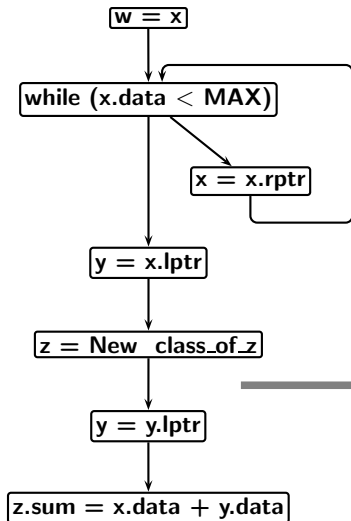 w = x
while (x.data < MAX)
x = x.rptr
y = x.lptr
z = New class_of_z
y = y.lptr
z.sum = x.data + y.data